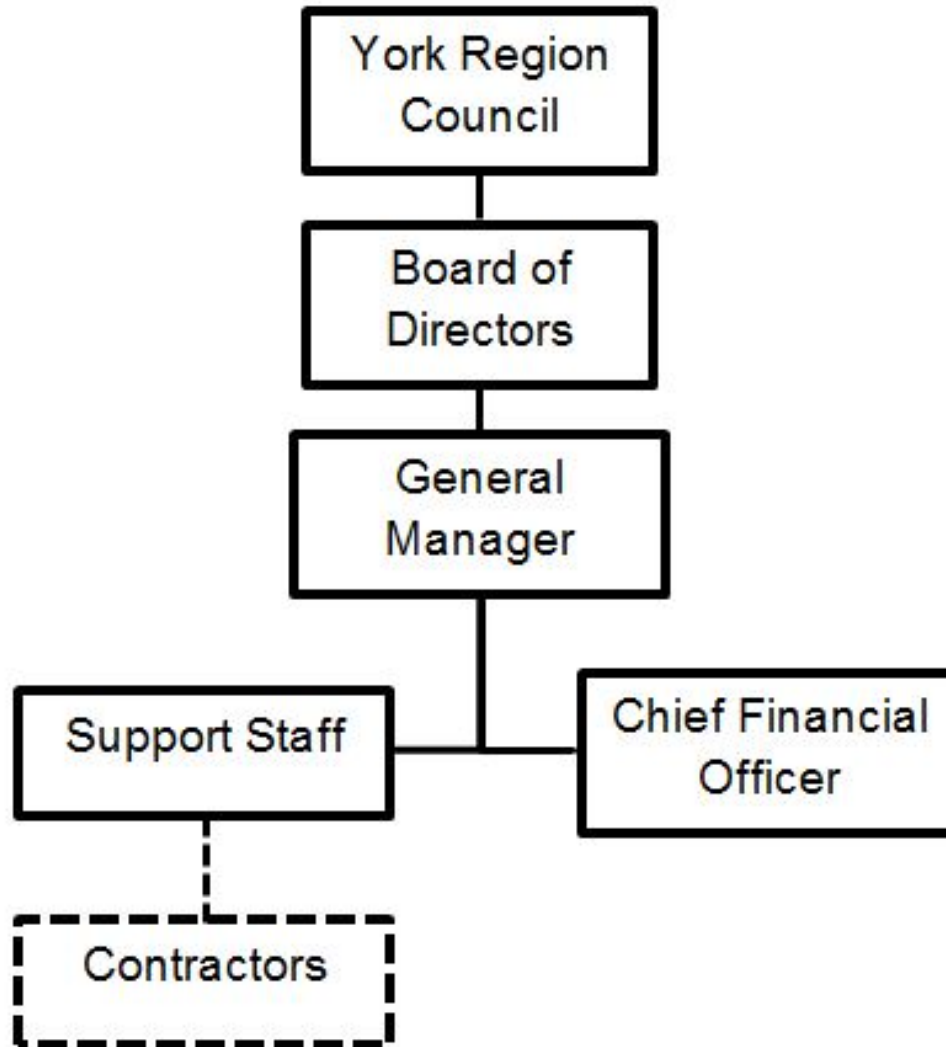 York Region
Council
Board of
Directors
General
Manager
Support Staff
Chief Financial
Officer
Contractors